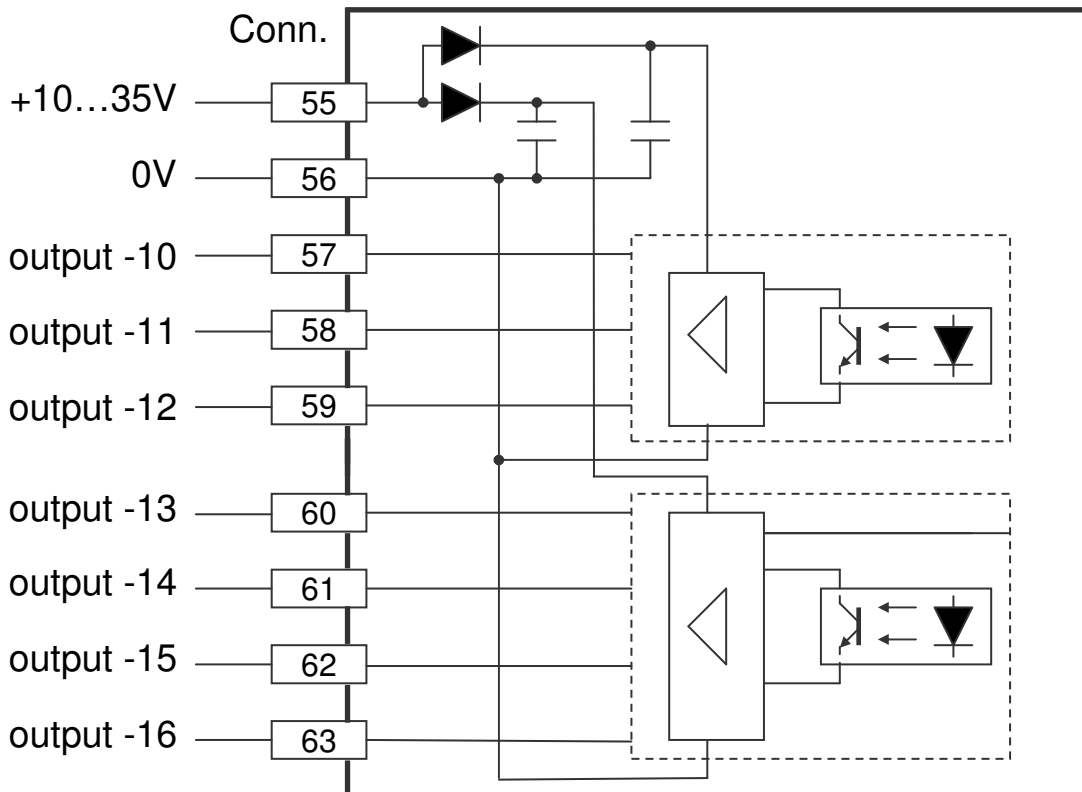 Conn.
+10…35V 55
0V 56
output -10 57
output -11 58
output -12 59
output -13 60
output -14 61
output -15 62
output -16 63